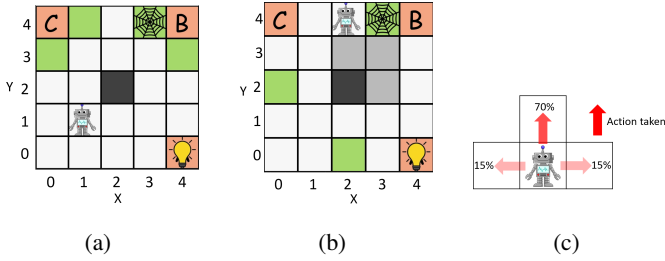 4 C B
3
Y 2
1
0
0 1 2 3 4
X
(a)
4 C B
3
Y 2
1
0
0 1 2 3 4
X
(b)
70%
Action taken
15% 15%
(c)